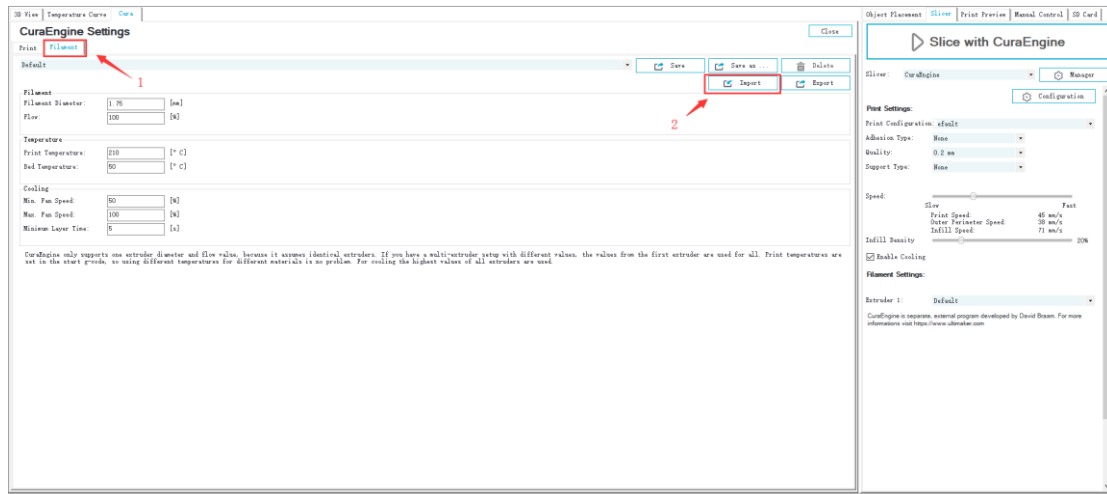 3D View Temperature Curve Cura
CuraEngine Settings
Close
Print Filament
1
Default
Save Save as ... Delete
Import Export
2
Filament
Filament Diameter: 1.75 [mm]
Flow: 100 [%]
Temperature
Print Temperature: 210 [° C]
Bed Temperature: 50 [° C]
Cooling
Min. Fan Speed: 50 [%]
Max. Fan Speed: 100 [%]
Minimum Layer Time: 5 [s]
CuraEngine only supports one extruder diameter and flow value, because it assumes identical extruders. If you have a multi-extruder setup with different values, the values from the first extruder are used for all. Print temperatures are
set in the start g-code, so using different temperatures for different materials is no problem. For cooling the highest values of all extruders are used.
Object Placement Slicer Print Preview Manual Control SD Card
Slice with CuraEngine
Slicer: CuraEngine Manager
Configuration
Print Settings:
Print Configuration: efault
Adhesion Type: None
Quality: 0.2 mm
Support Type: None
Speed:
Slow Fast
Print Speed: 45 mm/s
Outer Perimeter Speed: 38 mm/s
Infill Speed: 71 mm/s
Infill Density 20%
Enable Cooling
Filament Settings:
Extruder 1: Default
CuraEngine is separate, external program developed by David Braam. For more
informations visit https://www.ultimaker.com